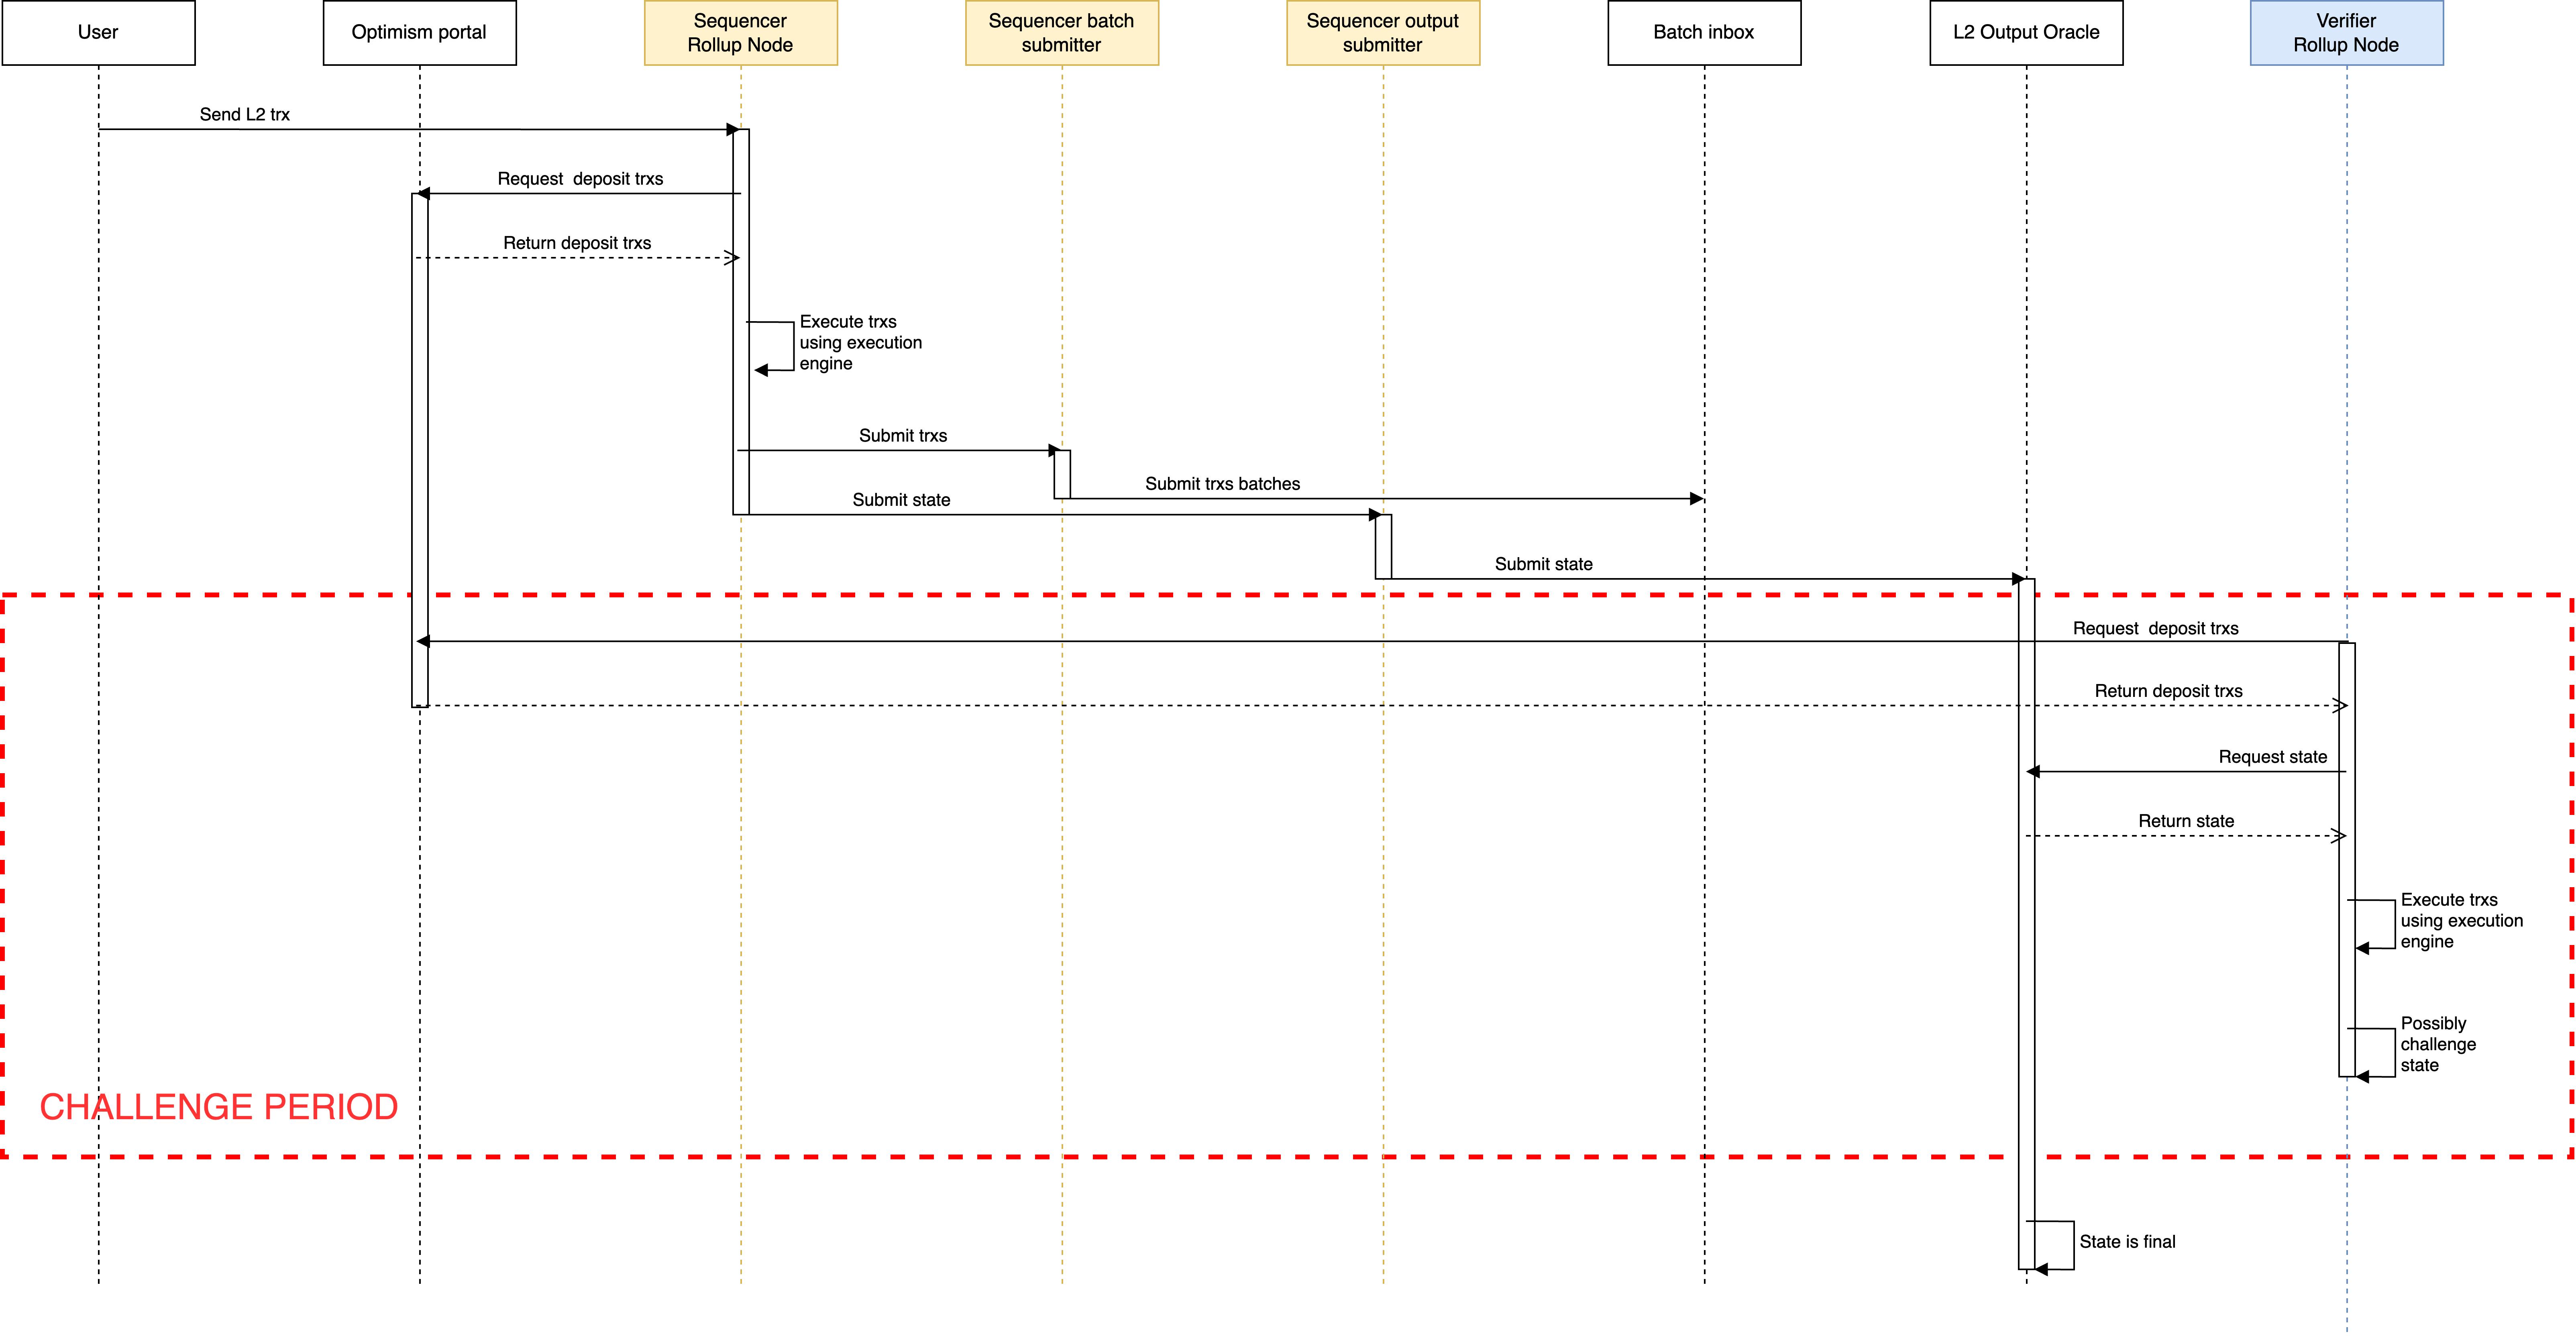 User
Optimism portal
Sequencer
Rollup Node
Sequencer batch
submitter
Sequencer output
submitter
Batch inbox
L2 Output Oracle
Verifier
Rollup Node
Send L2 trx
Request  deposit trxs
Return deposit trxs
Execute trxs
using execution
engine
Submit trxs
Submit trxs batches
Submit state
Submit state
Request  deposit trxs
Return deposit trxs
Request state
Return state
Execute trxs
using execution
engine
Possibly
challenge
state
CHALLENGE PERIOD
State is final